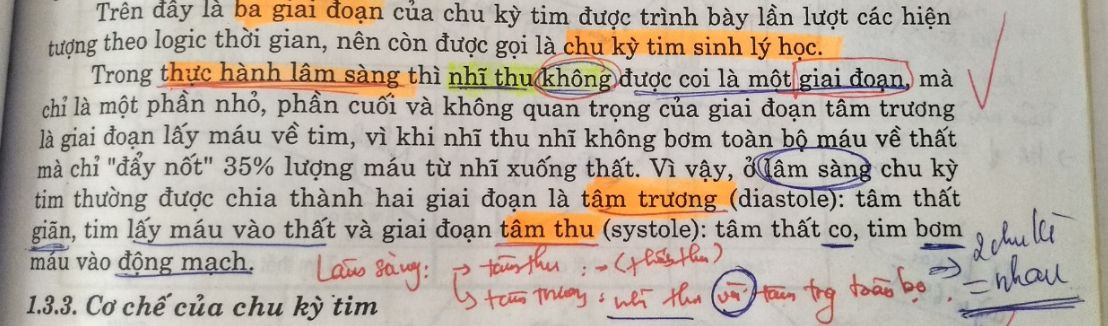 Trên đây là ba giai đoạn của chu kỳ tim được trình bày lần lượt các hiện
tượng theo logic thời gian, nên còn được gọi là chu kỳ tim sinh lý học.
Trong thực hành lâm sàng thì nhĩ thu không được coi là một giai đoạn, mà
chỉ là một phần nhỏ, phần cuối và không quan trọng của giai đoạn tâm trương
là giai đoạn lấy máu về tim, vì khi nhĩ thu nhĩ không bơm toàn bộ máu về thất
mà chỉ "đẩy nốt" 35% lượng máu từ nhĩ xuống thất. Vì vậy, ở lâm sàng chu kỳ
tim thường được chia thành hai giai đoạn là tâm trương (diastole): tâm thất
giãn, tim lấy máu vào thất và giai đoạn tâm thu (systole): tâm thất co, tim bơm
máu vào động mạch.
Lâm sàng: → tâm thu : → (thất thu)
↳ tâm trương : nhĩ thu và tâm trg toàn bộ.
⇒ 2 chu kì
= nhau
1.3.3. Cơ chế của chu kỳ tim